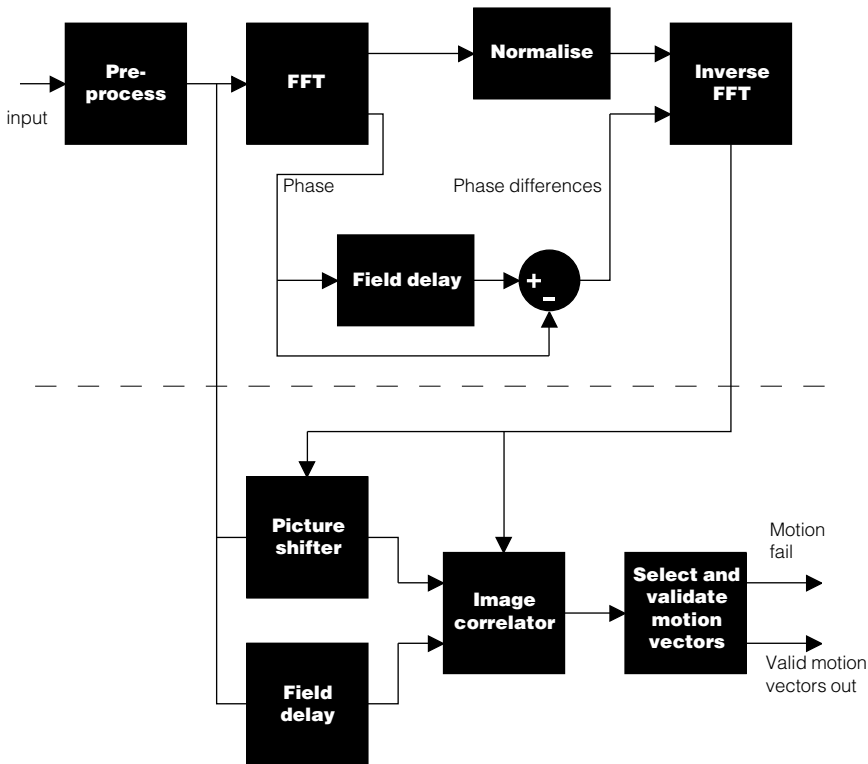 Pre-
process
FFT
Normalise
Inverse
FFT
input
Phase
Phase differences
Field delay
+
–
Picture
shifter
Image
correlator
Select and
validate
motion
vectors
Motion
fail
Field
delay
Valid motion
vectors out